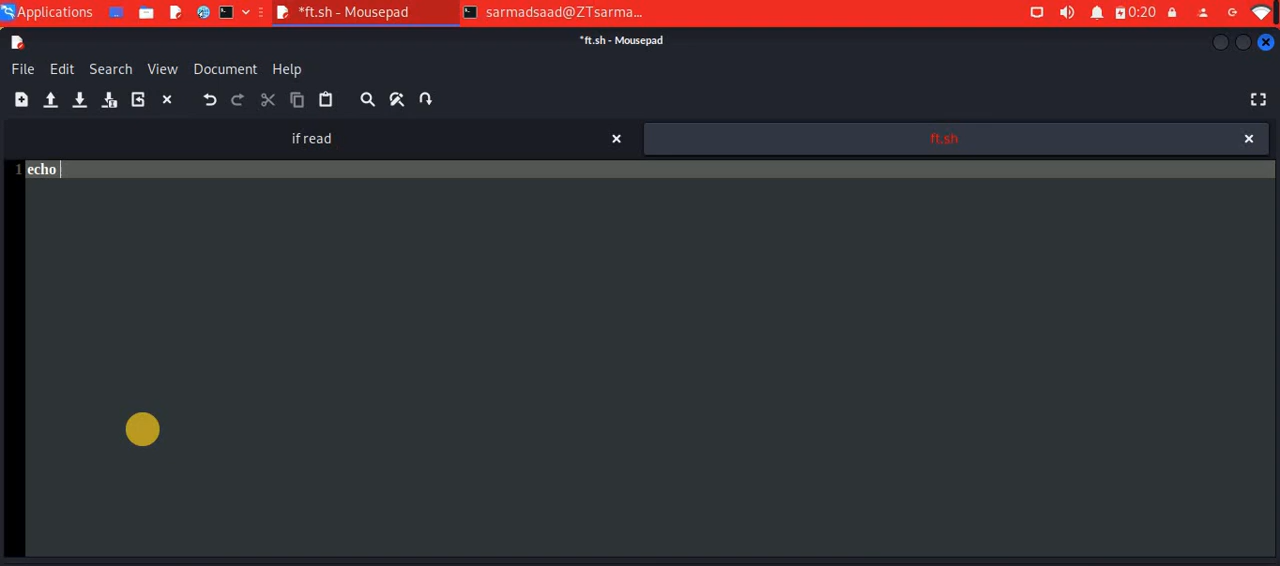 Applications *ft.sh - Mousepad sarmadsaad@ZTsarma... 0:20
*ft.sh - Mousepad
File Edit Search View Document Help
if read ft.sh
1 echo